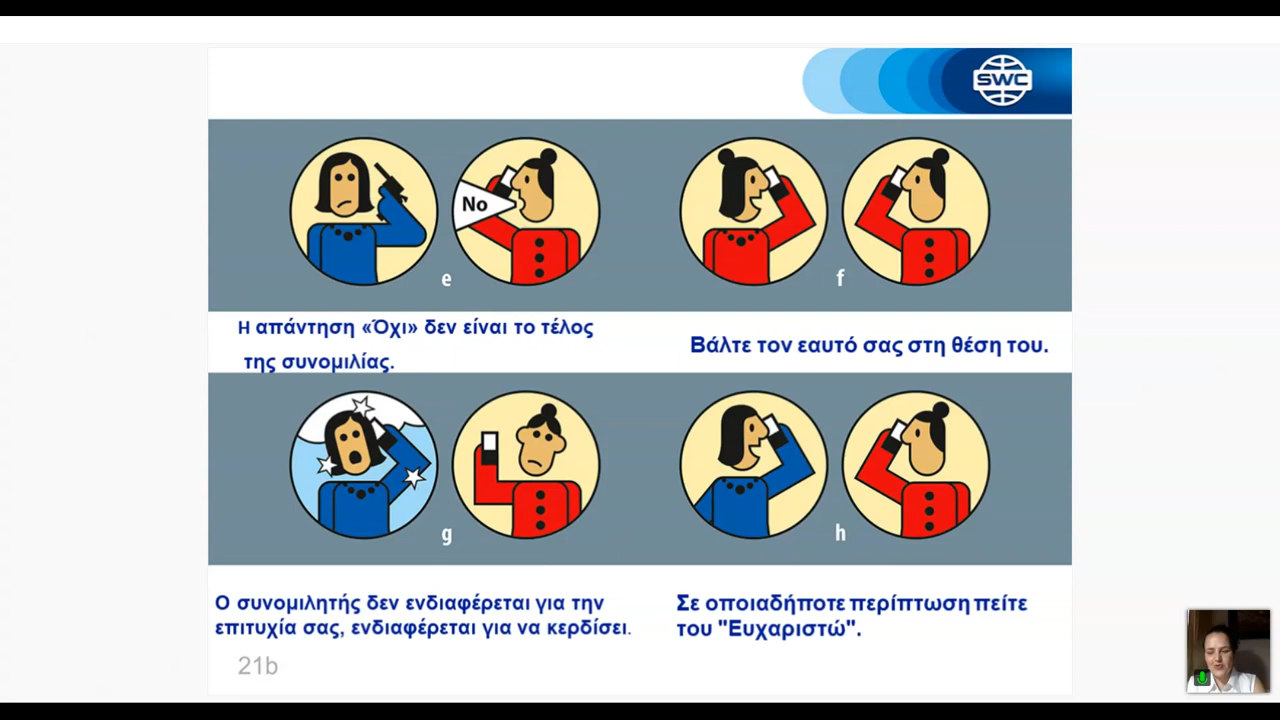 SWC
No
e
f
Η απάντηση «Όχι» δεν είναι το τέλος
της συνομιλίας.
Βάλτε τον εαυτό σας στη θέση του.
g
h
Ο συνομιλητής δεν ενδιαφέρεται για την
επιτυχία σας, ενδιαφέρεται για να κερδίσει.
Σε οποιαδήποτε περίπτωση πείτε
του "Ευχαριστώ".
21b